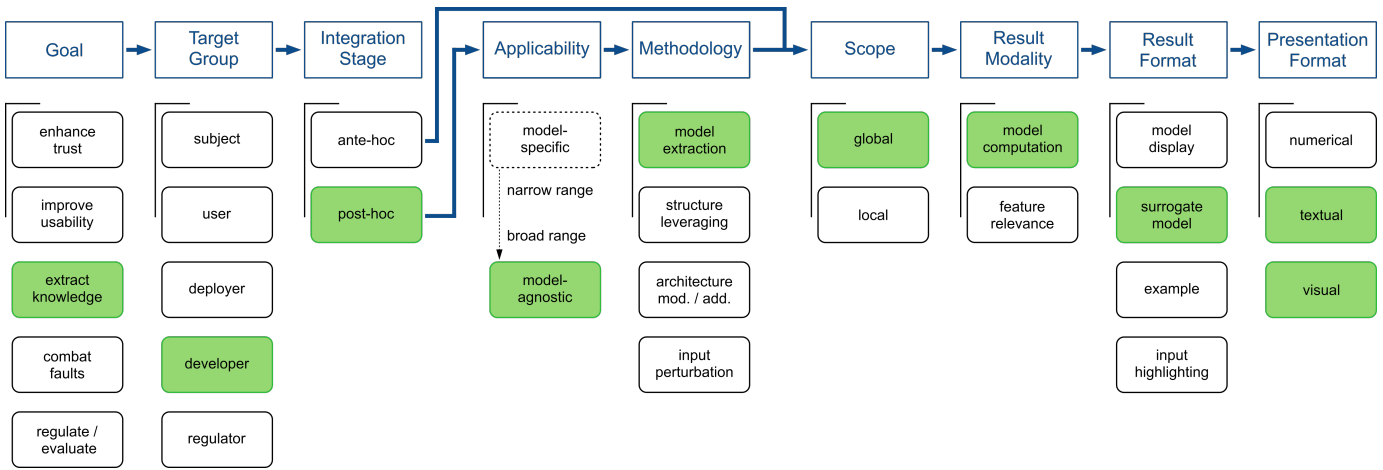 Goal
Target
Group
Integration
Stage
Applicability
Methodology
Scope
Result
Modality
Result
Format
Presentation
Format
enhance
trust
improve
usability
extract
knowledge
combat
faults
regulate /
evaluate
subject
user
deployer
developer
regulator
ante-hoc
post-hoc
model-
specific
narrow range
broad range
model-
agnostic
model
extraction
structure
leveraging
architecture
mod. / add.
input
perturbation
global
local
model
computation
feature
relevance
model
display
surrogate
model
example
input
highlighting
numerical
textual
visual